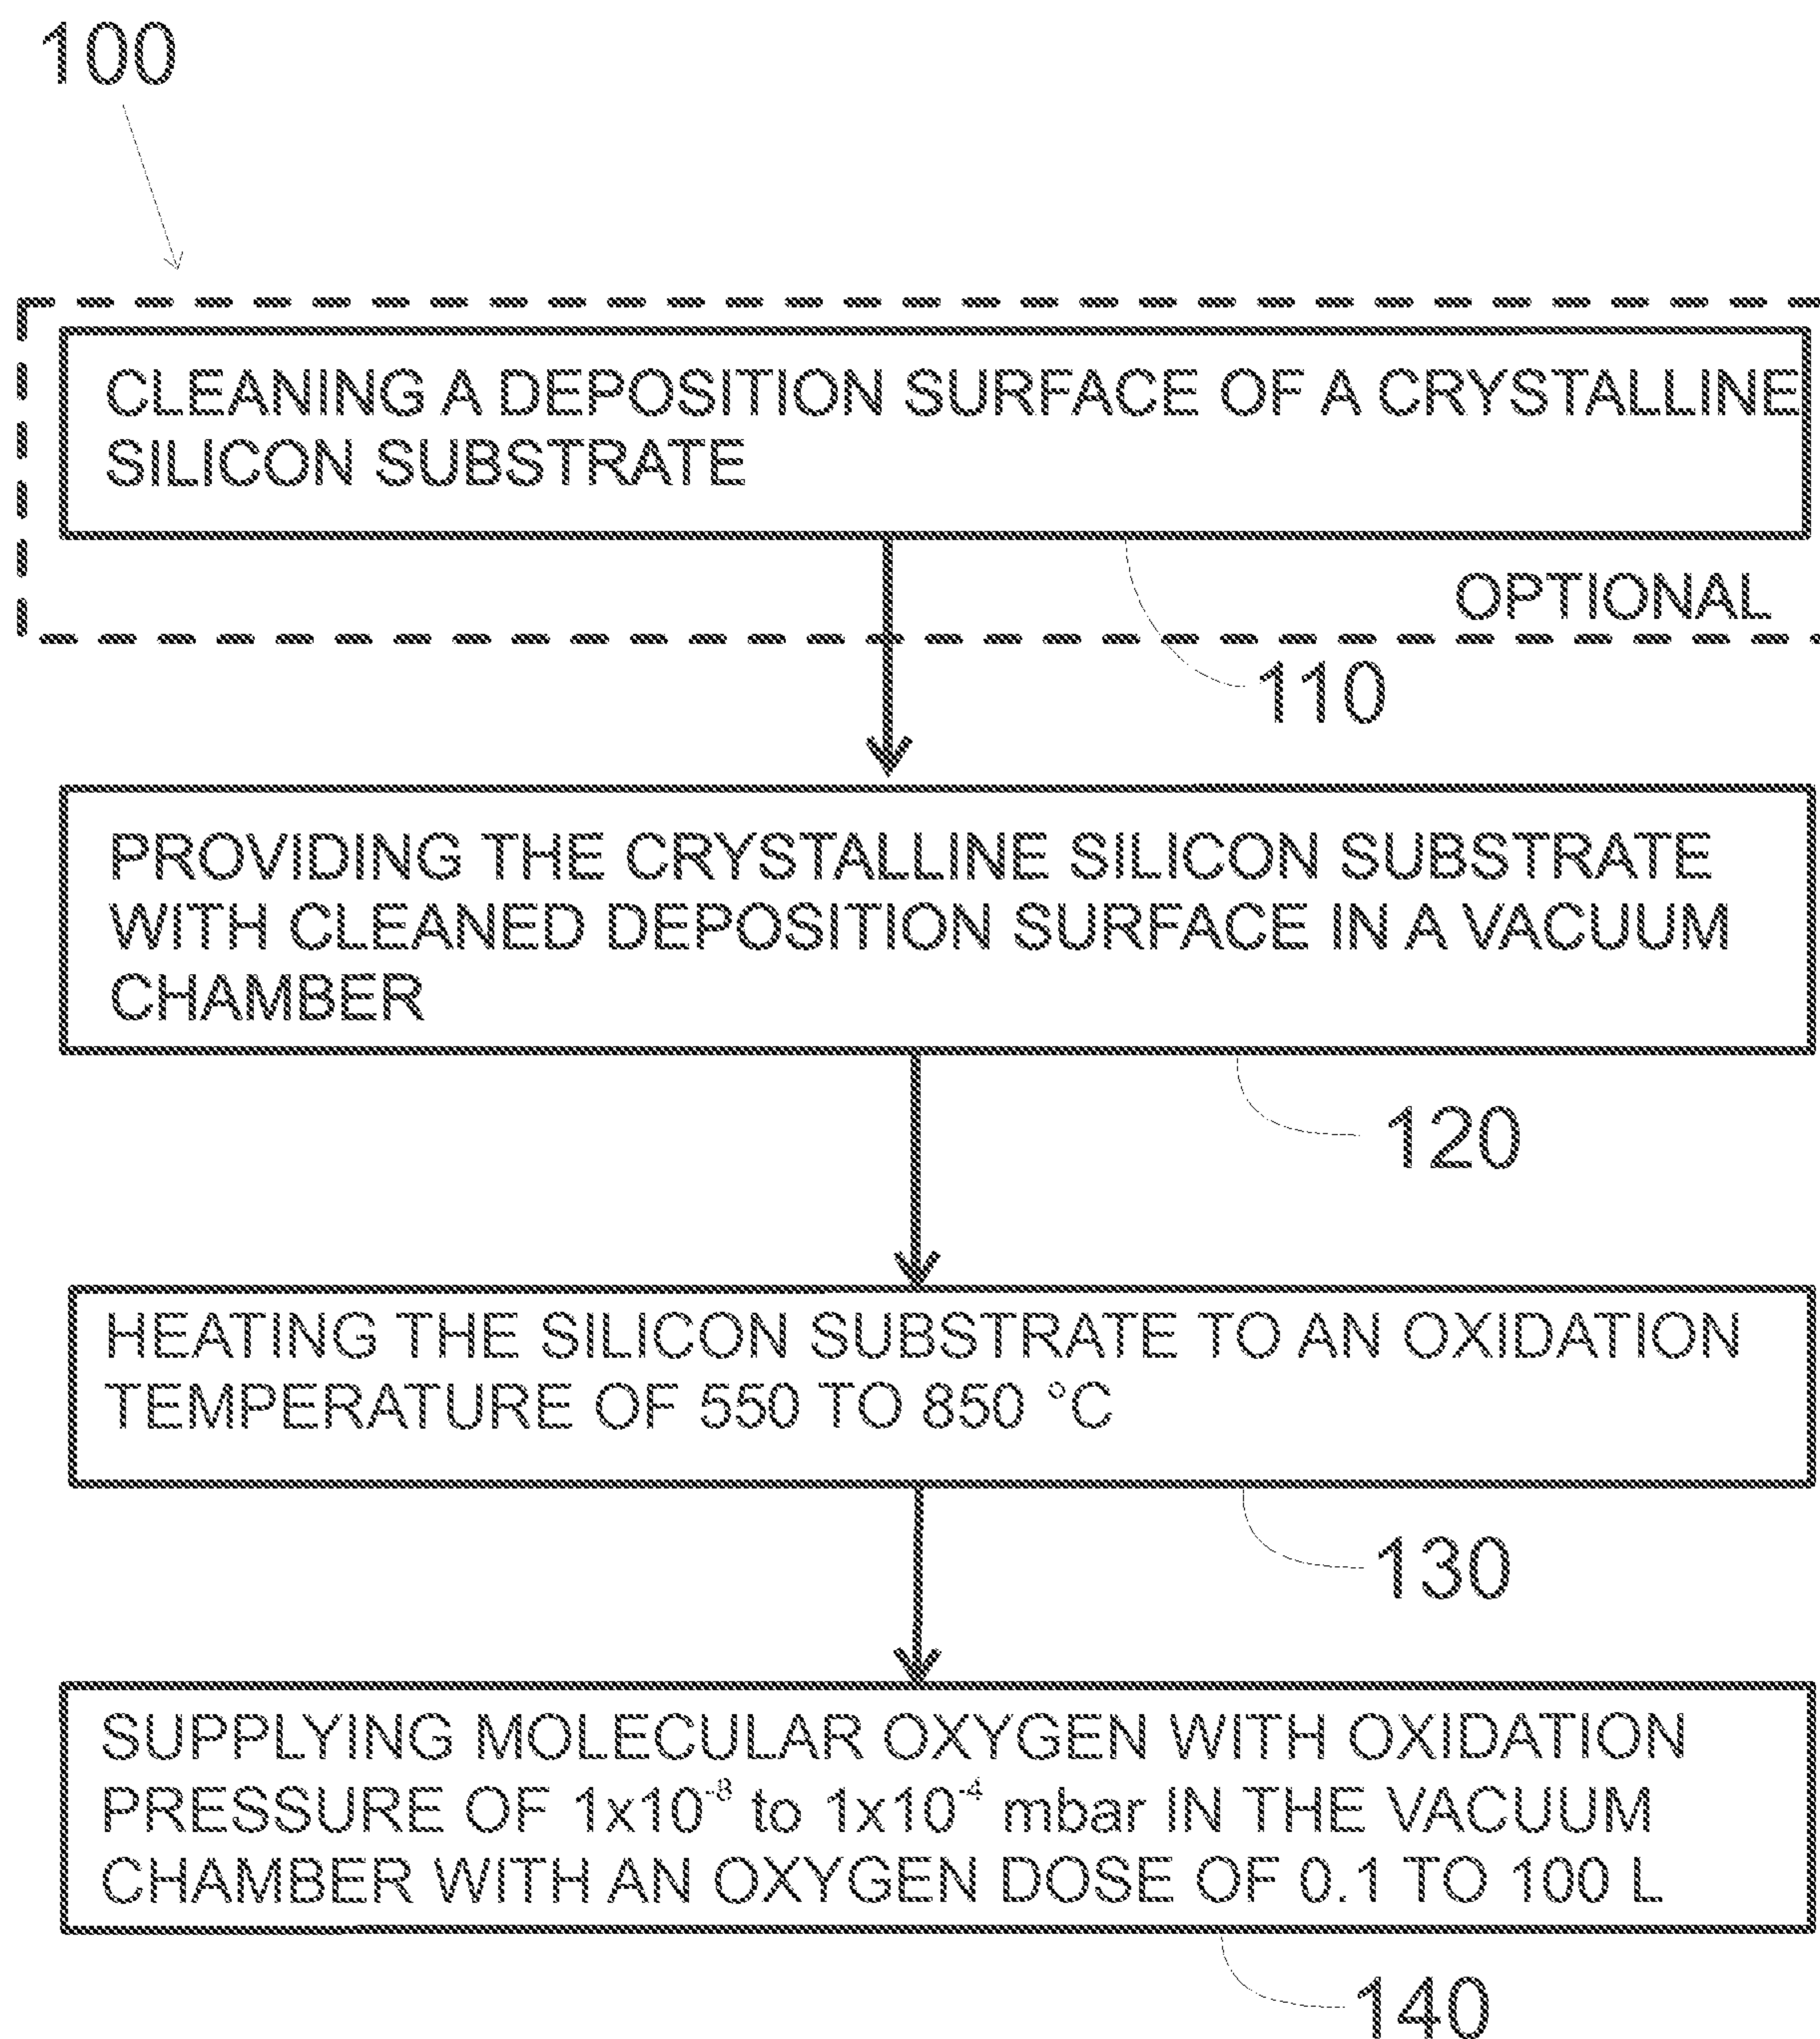 100
CLEANING A DEPOSITION SURFACE OF A CRYSTALLINE
SILICON SUBSTRATE
OPTIONAL
110
PROVIDING THE CRYSTALLINE SILICON SUBSTRATE
WITH CLEANED DEPOSITION SURFACE IN A VACUUM
CHAMBER
120
HEATING THE SILICON SUBSTRATE TO AN OXIDATION
TEMPERATURE OF 550 TO 850 °C
130
SUPPLYING MOLECULAR OXYGEN WITH OXIDATION
PRESSURE OF 1x10⁻⁸ to 1x10⁻⁴ mbar IN THE VACUUM
CHAMBER WITH AN OXYGEN DOSE OF 0.1 TO 100 L
140